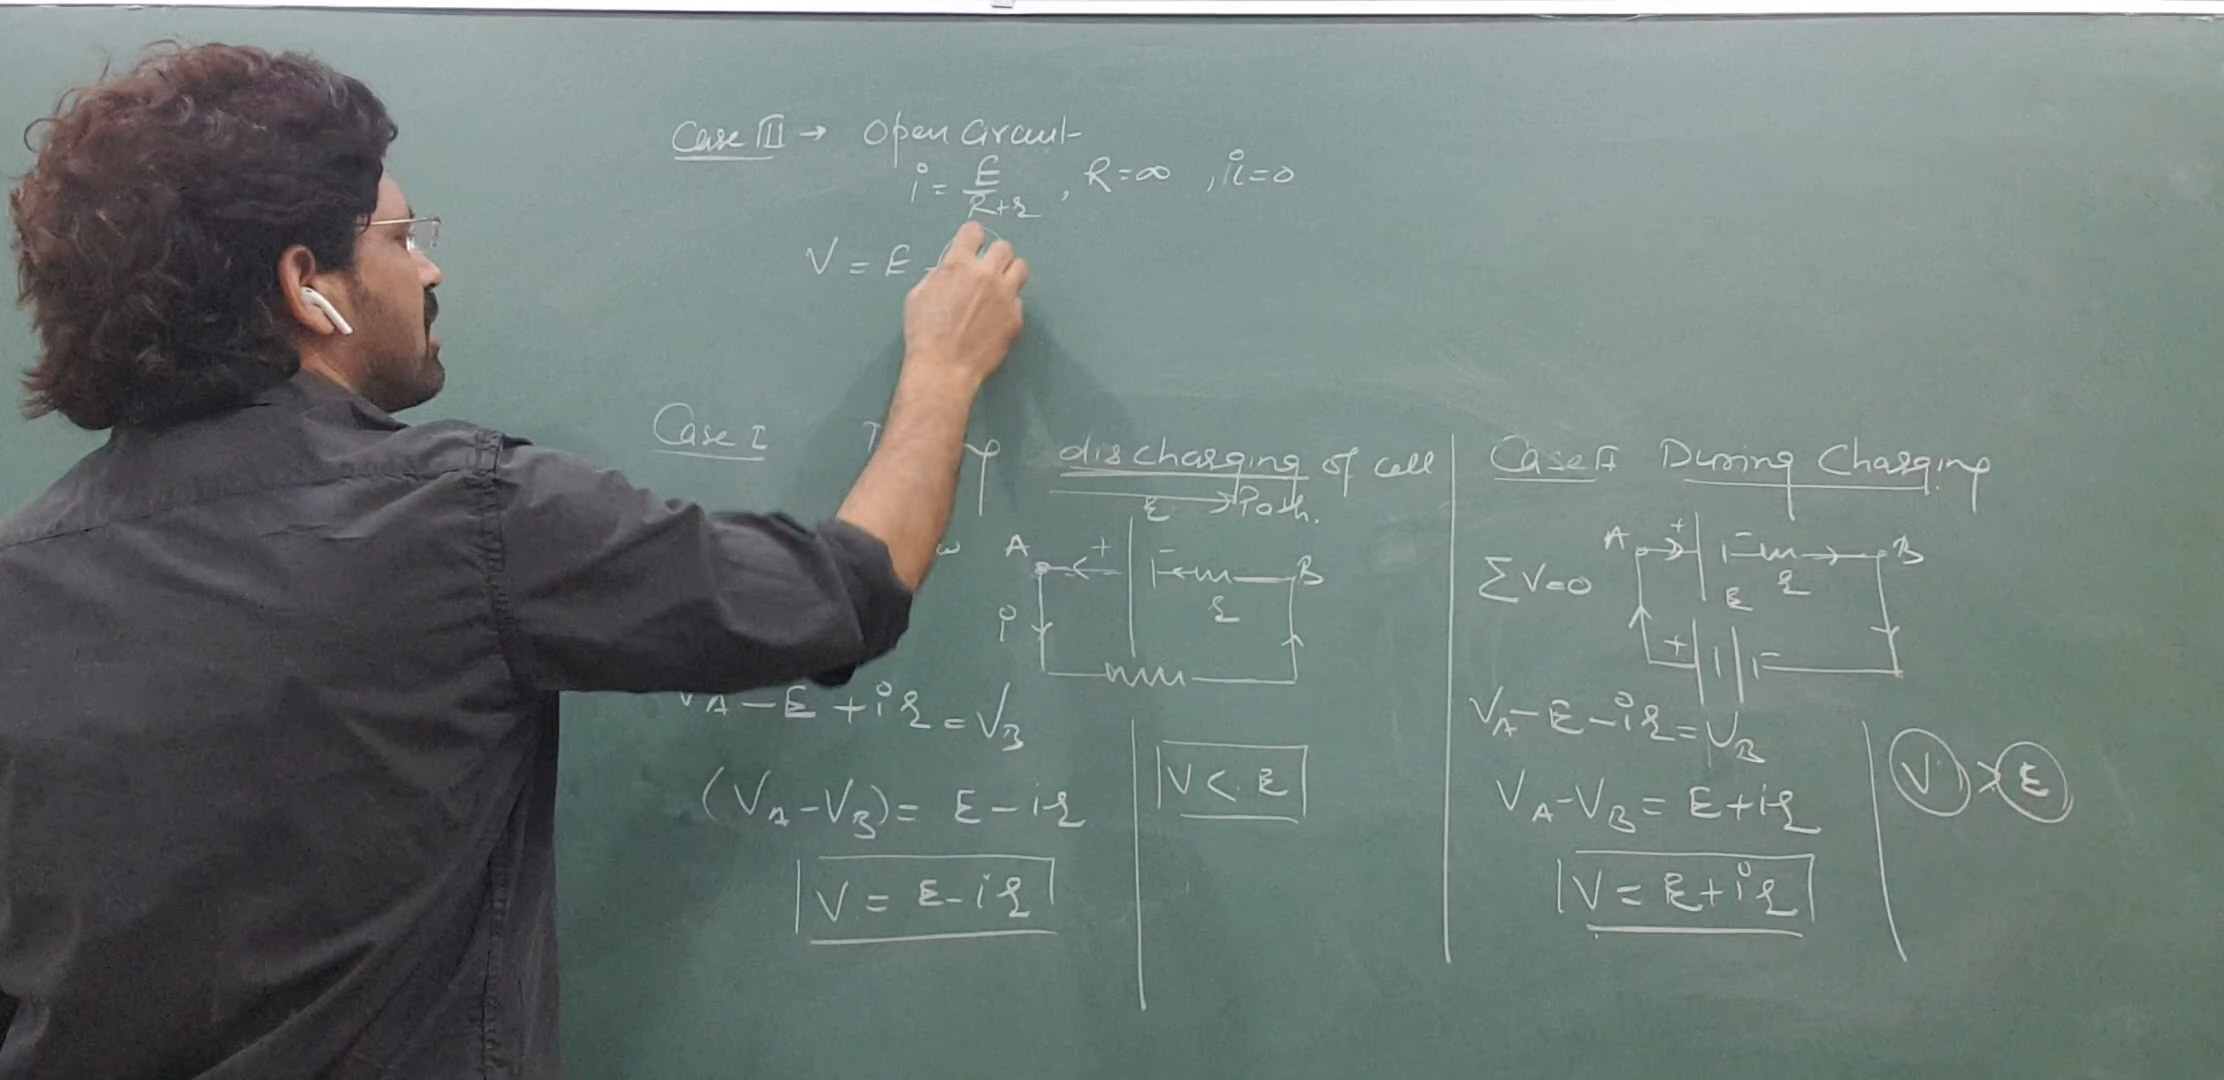 Case III → Open Circuit
i = E/R+r , R=∞ , i=0
V = E -
Case I
discharging of cell
E → Path.
A + - B
r
i
VA - E + ir = VB
(VA - VB) = E - ir
V = E - ir
V < E
Case II During Charging
A + - B
ΣV=0
r
E
+ -
VA - E - ir = VB
VA - VB = E + ir
V = E + ir
V > E